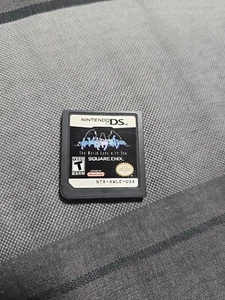 NINTENDO DS
The World Ends with You
SQUARE ENIX
T
NTR-AWLE-USA